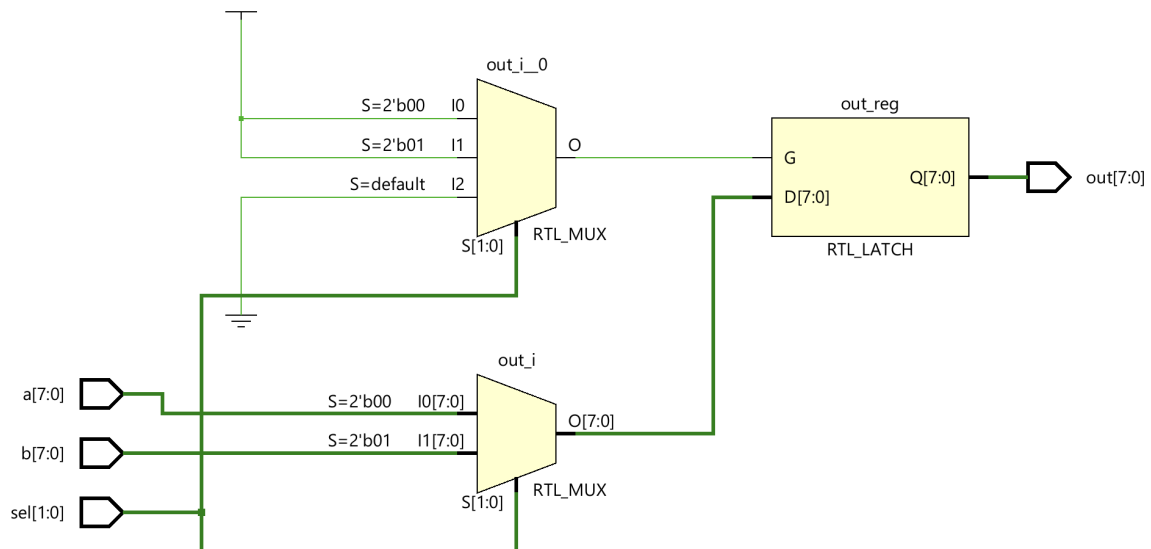 out_i__0
S=2'b00 I0
S=2'b01 I1
S=default I2
O
S[1:0]
RTL_MUX
out_reg
G
D[7:0]
Q[7:0]
RTL_LATCH
out[7:0]
out_i
a[7:0]
S=2'b00 I0[7:0]
b[7:0]
S=2'b01 I1[7:0]
O[7:0]
S[1:0]
RTL_MUX
sel[1:0]